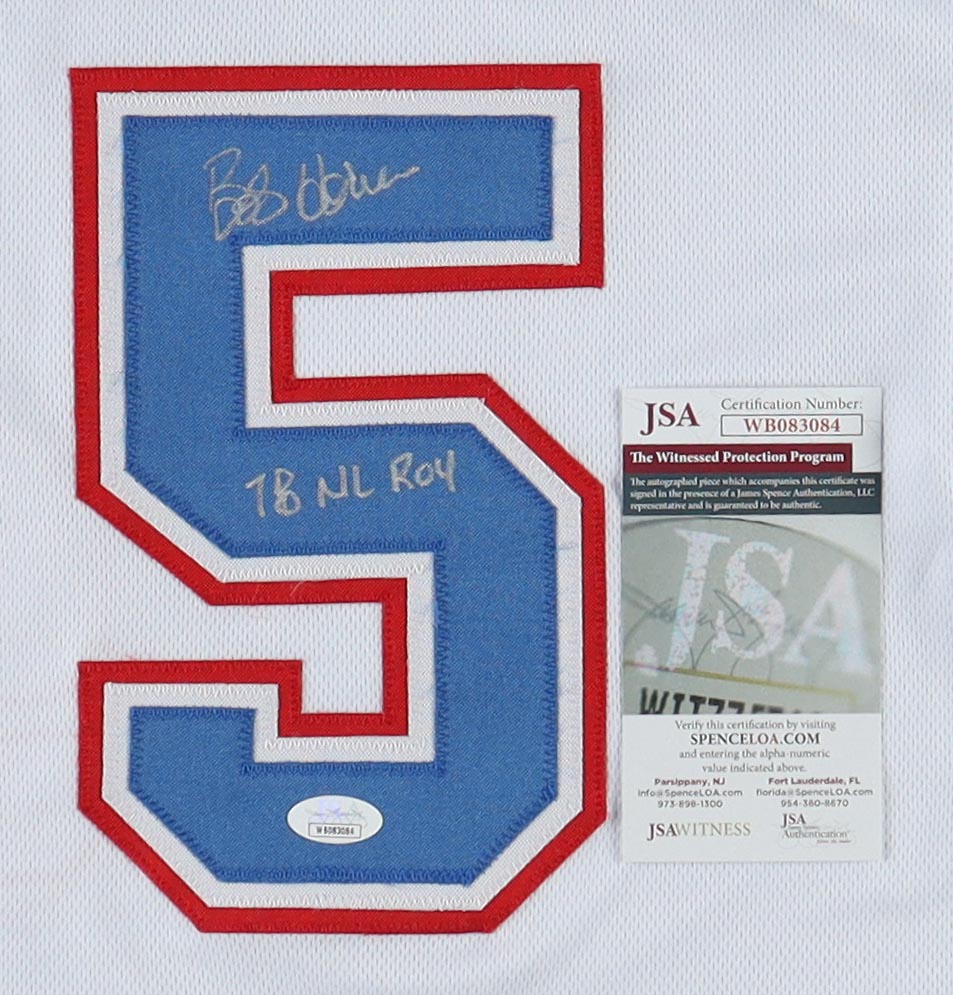 5
Bob Horner
78 NL ROY
WB083084
JSA
Certification Number:
WB083084
The Witnessed Protection Program
The autographed piece which accompanies this certificate was
signed in the presence of a James Spence Authentication, LLC
representative and is guaranteed to be authentic.
JSA
Verify this certification by visiting
SPENCELOA.COM
and entering the alpha-numeric
value indicated above.
Parsippany, NJ
info@SpenceLOA.com
973-898-1300
Fort Lauderdale, FL
florida@SpenceLOA.com
954-380-8670
JSAWITNESS
JSA
Authentication